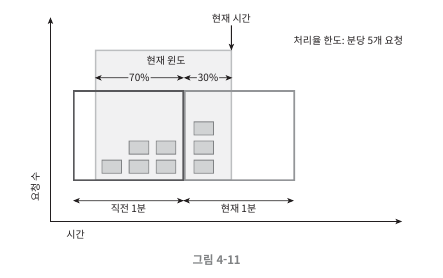 현재 시간
처리율 한도: 분당 5개 요청
현재 윈도
70%
30%
요청 수
직전 1분
현재 1분
시간
그림 4-11